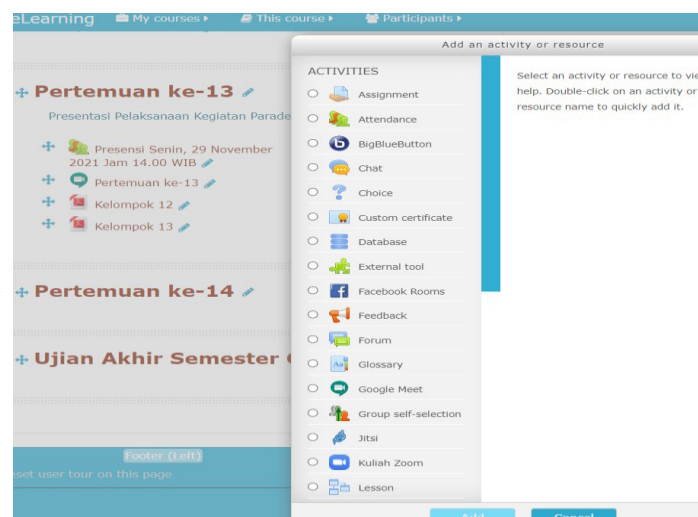 eLearning My courses This course Participants
Add an activity or resource
Pertemuan ke-13
Presentasi Pelaksanaan Kegiatan Parade
Presensi Senin, 29 November
2021 Jam 14.00 WIB
Pertemuan ke-13
Kelompok 12
Kelompok 13
Pertemuan ke-14
Ujian Akhir Semester
Footer (Left)
eset user tour on this page
ACTIVITIES
Assignment
Attendance
BigBlueButton
Chat
Choice
Custom certificate
Database
External tool
Facebook Rooms
Feedback
Forum
Glossary
Google Meet
Group self-selection
Jitsi
Kuliah Zoom
Lesson
Add Cancel
Select an activity or resource to vie
help. Double-click on an activity or
resource name to quickly add it.